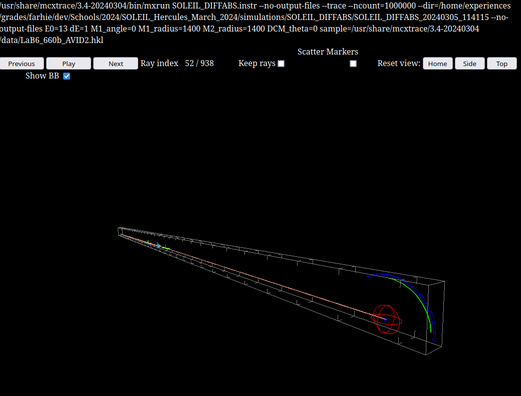 /usr/share/mcxtrace/3.4-20240304/bin/mxrun SOLEIL_DIFFABS.instr --no-output-files --trace --ncount=1000000 --dir=/home/experiences
/grades/farhie/dev/Schools/2024/SOLEIL_Hercules_March_2024/simulations/SOLEIL_DIFFABS/SOLEIL_DIFFABS_20240305_114115 --no-
output-files E0=13 dE=1 M1_angle=0 M1_radius=1400 M2_radius=1400 DCM_theta=0 sample=/usr/share/mcxtrace/3.4-20240304
/data/LaB6_660b_AVID2.hkl
Scatter Markers
Previous Play Next Ray index 52 / 938 Keep rays Reset view: Home Side Top
Show BB